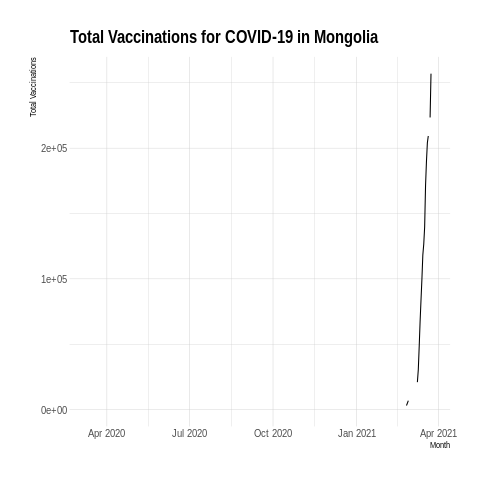 Total Vaccinations for COVID-19 in Mongolia
Total Vaccinations
2e+05
1e+05
0e+00
Apr 2020
Jul 2020
Oct 2020
Jan 2021
Apr 2021
Month